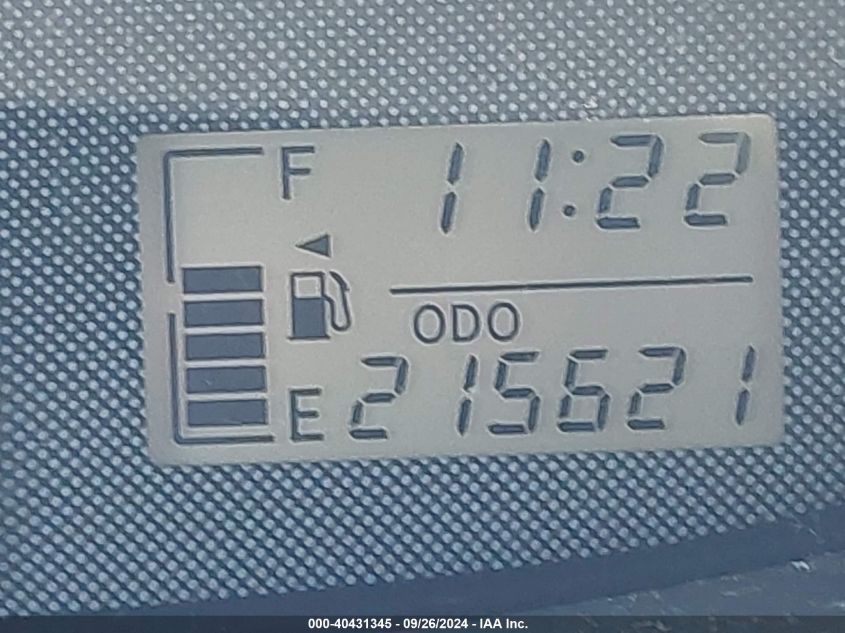 F 11:22
ODO
E 215621
000-40431345 - 09/26/2024 - IAA Inc.